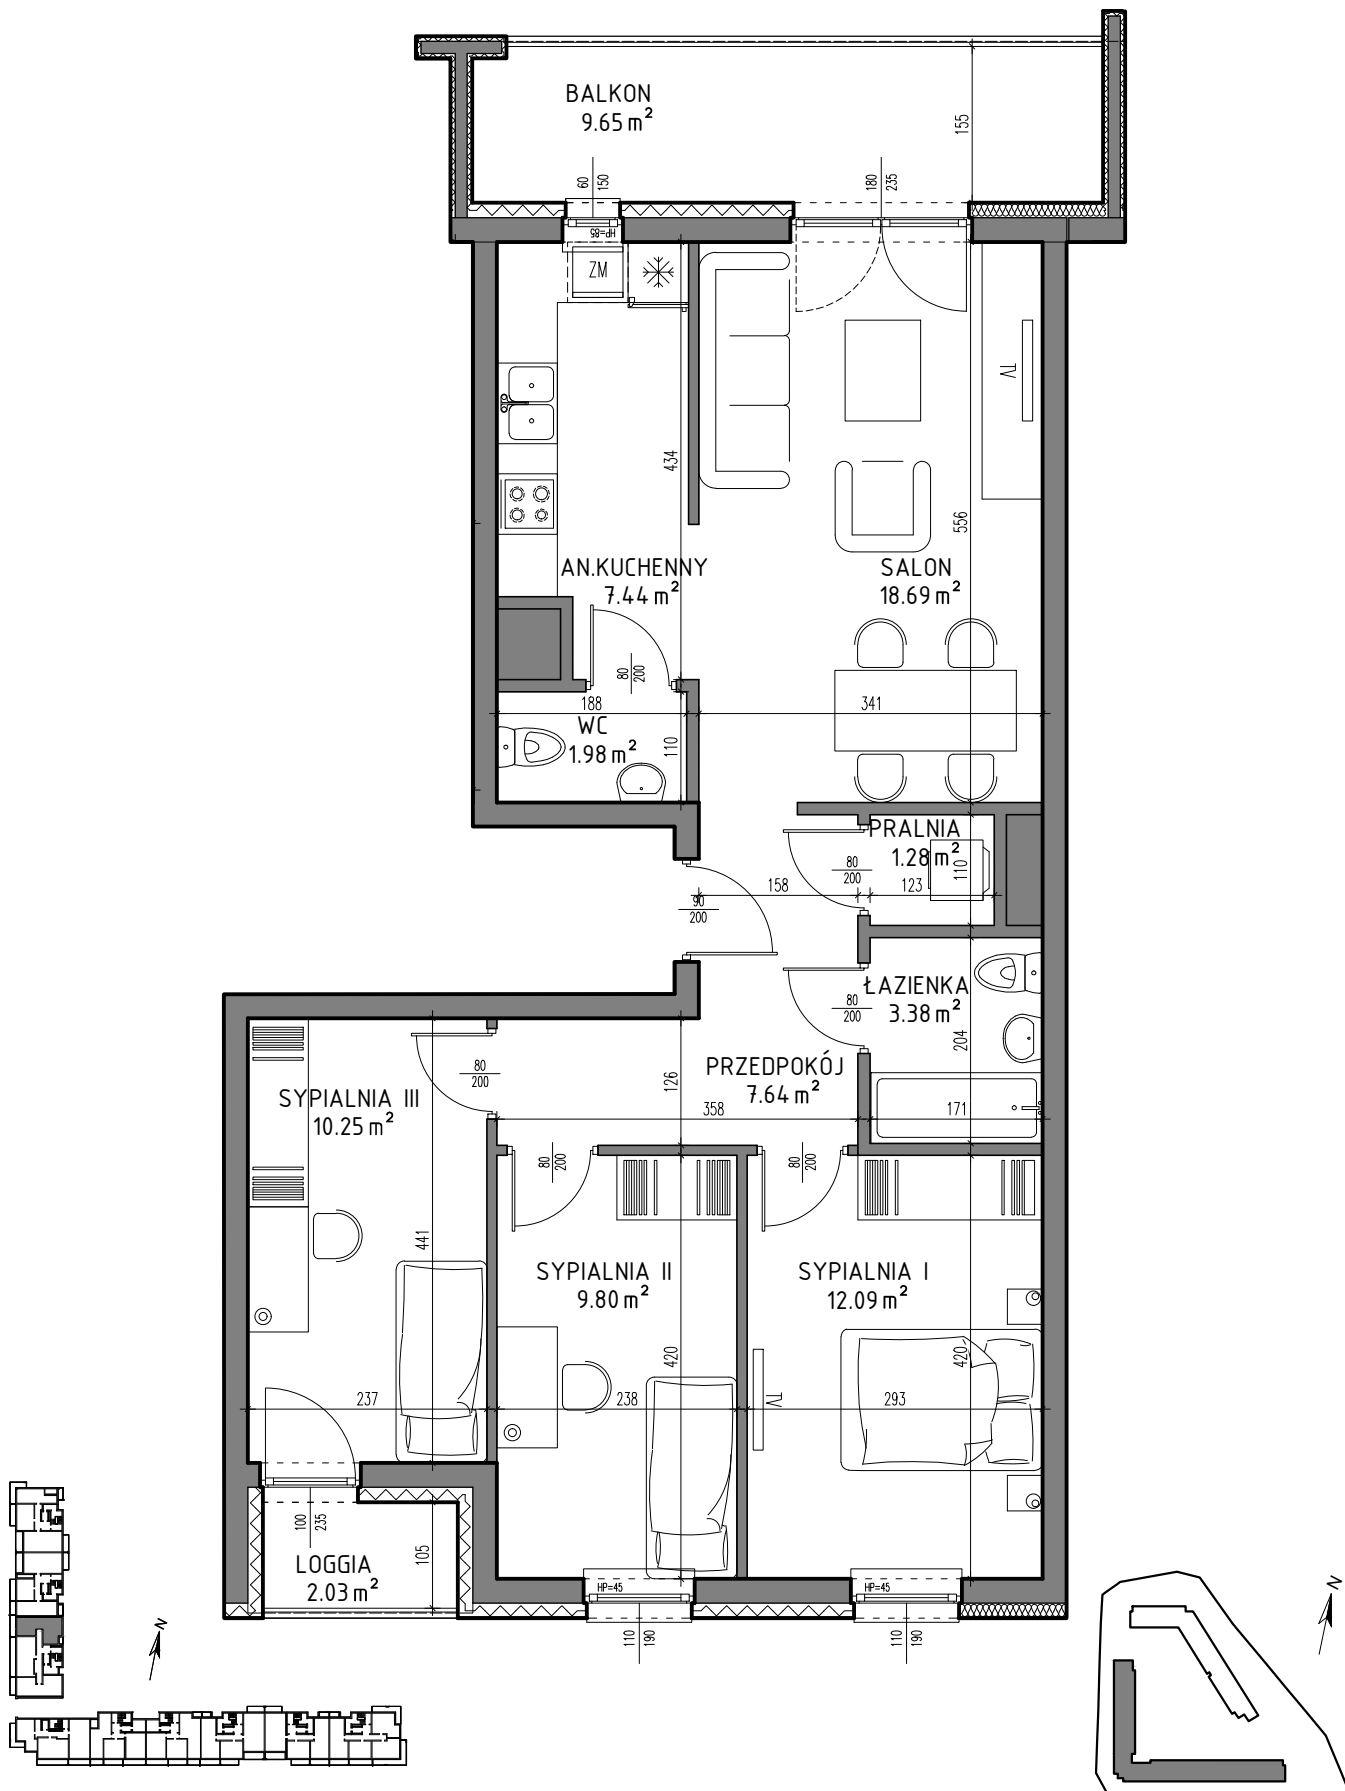 BALKON
9.65 m²
155
60
150
180
235
HP=85
ZM
TV
434
556
AN.KUCHENNY
7.44 m²
SALON
18.69 m²
80
200
188
341
WC
1.98 m²
110
PRALNIA
1.28 m²
110
80
200
158
123
90
200
ŁAZIENKA
3.38 m²
80
200
204
PRZEDPOKÓJ
7.64 m²
126
80
200
358
171
SYPIALNIA III
10.25 m²
80
200
80
200
441
SYPIALNIA II
9.80 m²
SYPIALNIA I
12.09 m²
420
420
TV
237
238
293
100
235
105
LOGGIA
2.03 m²
HP=45
HP=45
110
190
110
190
N
N